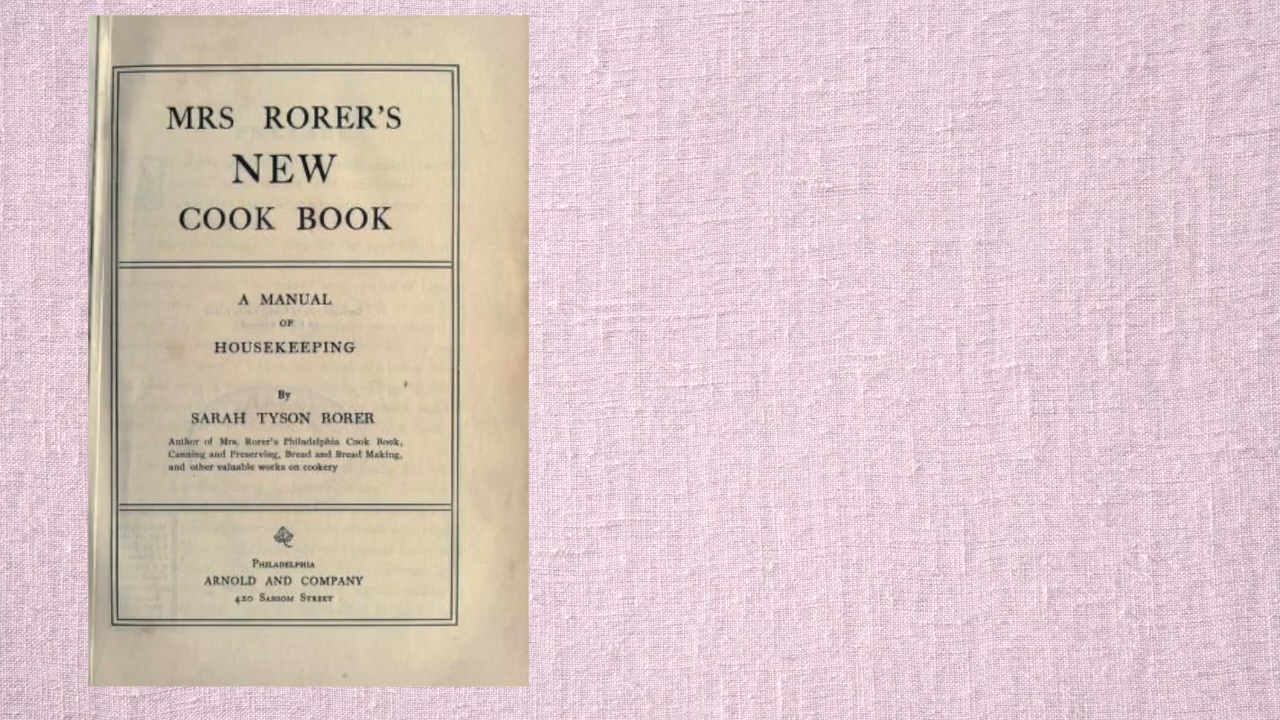 MRS RORER'S
NEW
COOK BOOK
A MANUAL
OF
HOUSEKEEPING
By
SARAH TYSON RORER
Author of Mrs. Rorer's Philadelphia Cook Book,
Canning and Preserving, Bread and Bread Making,
and other valuable works on cookery
PHILADELPHIA
ARNOLD AND COMPANY
420 SANSOM STREET